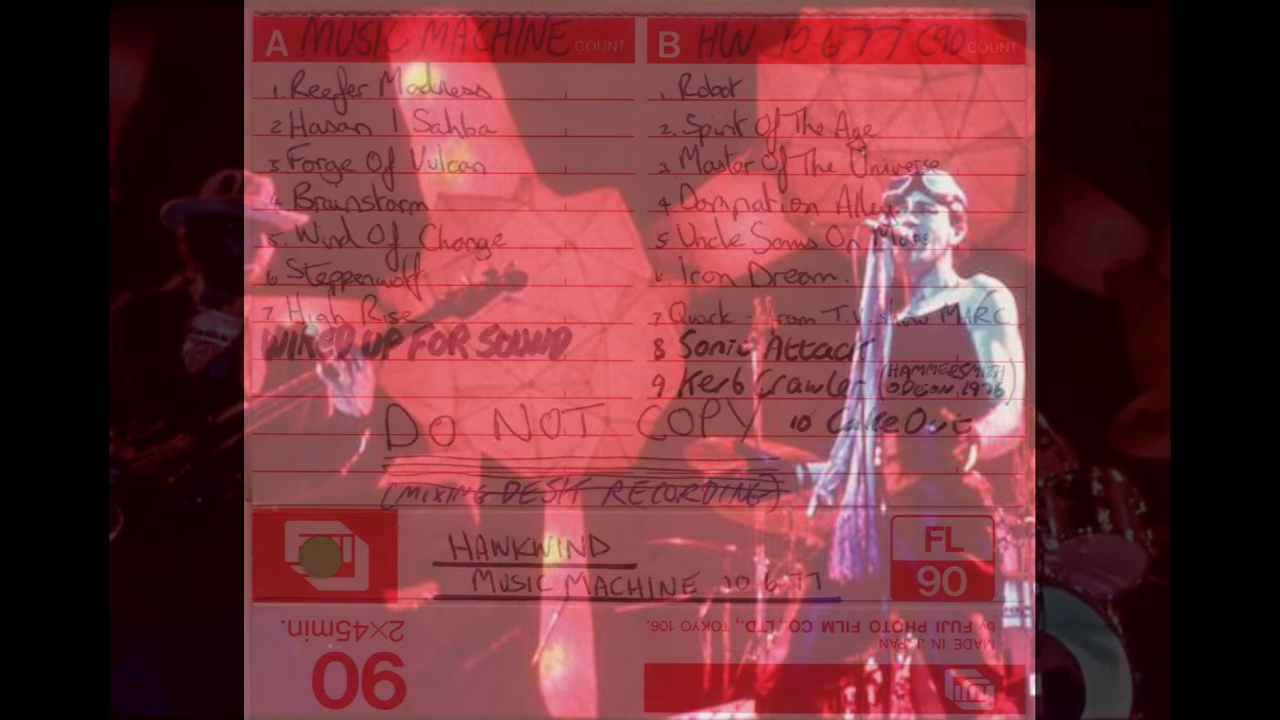 A MUSIC MACHINE COUNT
1. Reefer Madness
2 Hasan I Sahba
3 Forge Of Vulcan
4. Brainstorm
5. Wind Of Change
6 Steppenwolf
7. High Rise
WIRED UP FOR SOUND
B HW 10·6·77 C90 COUNT
1. Robot
2. Spirit Of The Age
3. Master Of The Universe
4 Damnation Alley
5 Uncle Sams On Mars
6. Iron Dream.
7 Quark - from T.V. show MARC
8 Sonic Attack
9 Kerb Crawler (HAMMERSMITH ODEON, 1976)
10 Calle Out
DO NOT COPY
(MIXING DESK RECORDING)
HAWKWIND
MUSIC MACHINE 10·6·77
FL
90
2×45min.
90
by FUJI PHOTO FILM CO., LTD., TOKYO 106.
MADE IN JAPAN